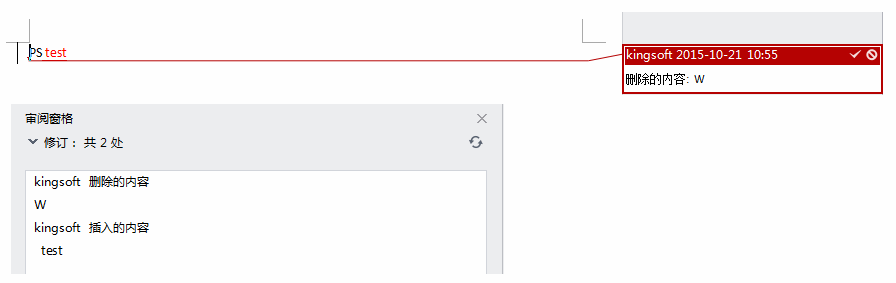 PS test
kingsoft 2015-10-21 10:55
删除的内容: W
审阅窗格
修订： 共 2 处
kingsoft 删除的内容
W
kingsoft 插入的内容
test